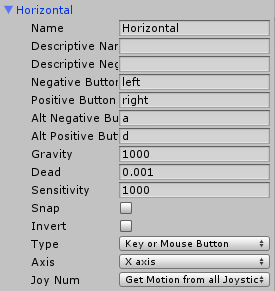 Horizontal
Name Horizontal
Descriptive Nar
Descriptive Neg
Negative Button left
Positive Button right
Alt Negative Bu a
Alt Positive But d
Gravity 1000
Dead 0.001
Sensitivity 1000
Snap
Invert
Type Key or Mouse Button
Axis X axis
Joy Num Get Motion from all Joystic